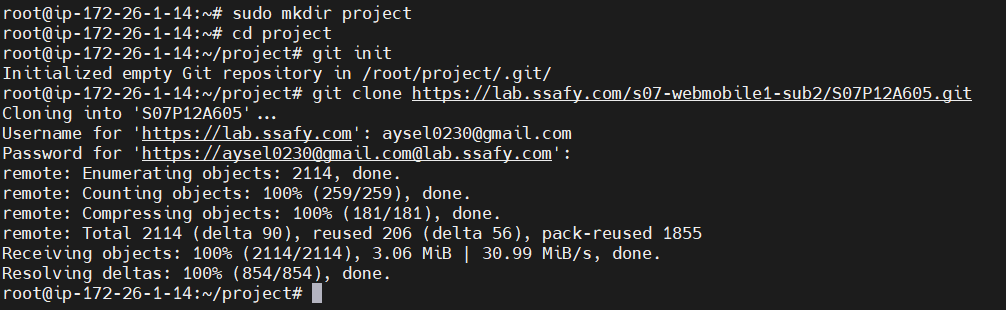 root@ip-172-26-1-14:~# sudo mkdir project
root@ip-172-26-1-14:~# cd project
root@ip-172-26-1-14:~/project# git init
Initialized empty Git repository in /root/project/.git/
root@ip-172-26-1-14:~/project# git clone https://lab.ssafy.com/s07-webmobile1-sub2/S07P12A605.git
Cloning into 'S07P12A605'...
Username for 'https://lab.ssafy.com': aysel0230@gmail.com
Password for 'https://aysel0230@gmail.com@lab.ssafy.com':
remote: Enumerating objects: 2114, done.
remote: Counting objects: 100% (259/259), done.
remote: Compressing objects: 100% (181/181), done.
remote: Total 2114 (delta 90), reused 206 (delta 56), pack-reused 1855
Receiving objects: 100% (2114/2114), 3.06 MiB | 30.99 MiB/s, done.
Resolving deltas: 100% (854/854), done.
root@ip-172-26-1-14:~/project#